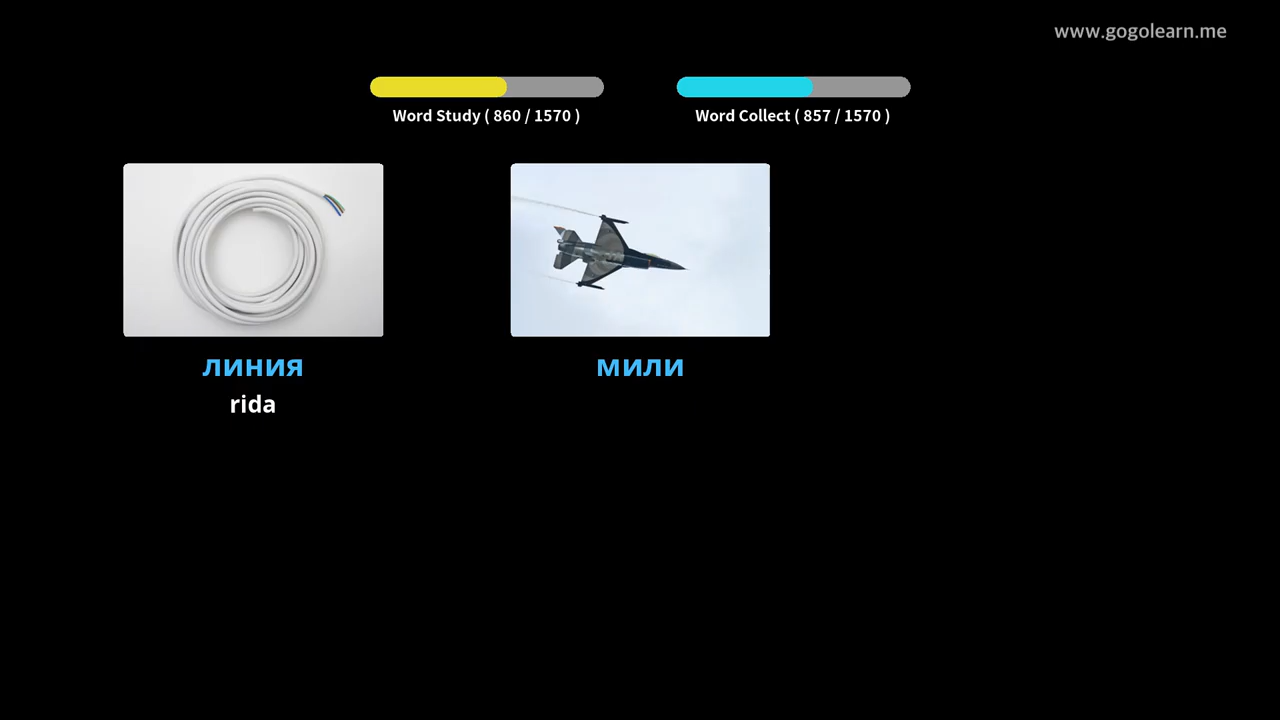 www.gogolearn.me
Word Study ( 860 / 1570 )
Word Collect ( 857 / 1570 )
линия
мили
rida